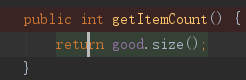 public int getItemCount() {
    return good.size();
}